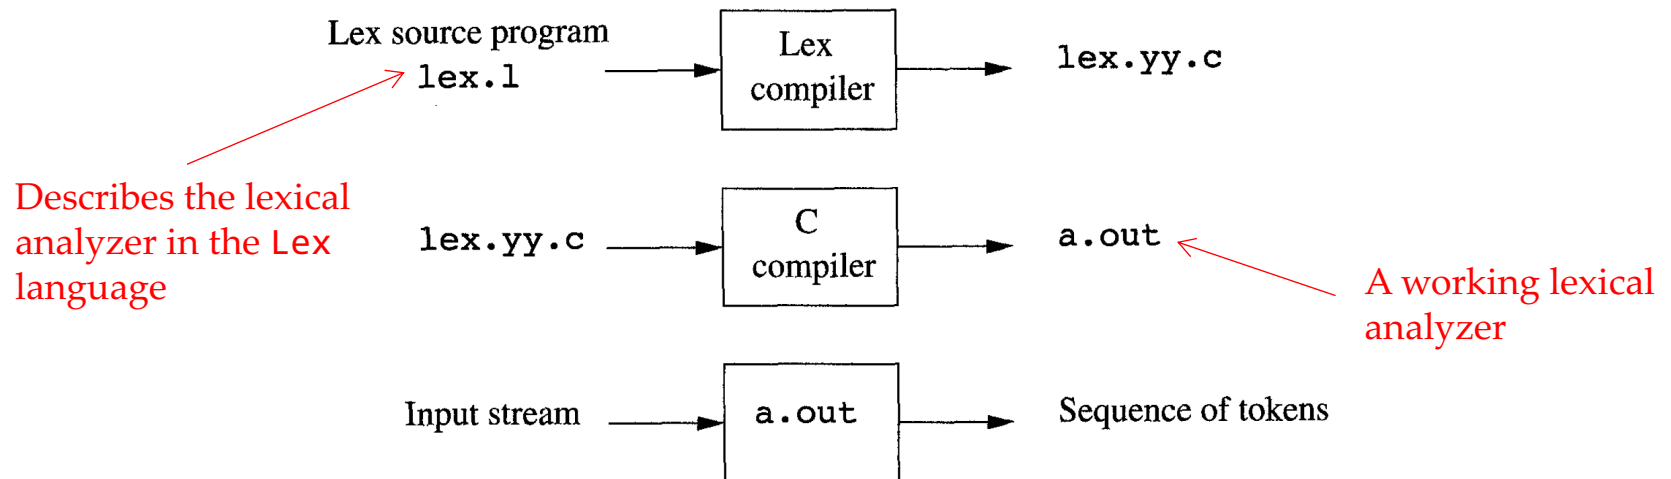 Lex source program
lex.l
Lex
compiler
lex.yy.c
Describes the lexical
analyzer in the Lex
language
lex.yy.c
C
compiler
a.out
A working lexical
analyzer
Input stream
a.out
Sequence of tokens